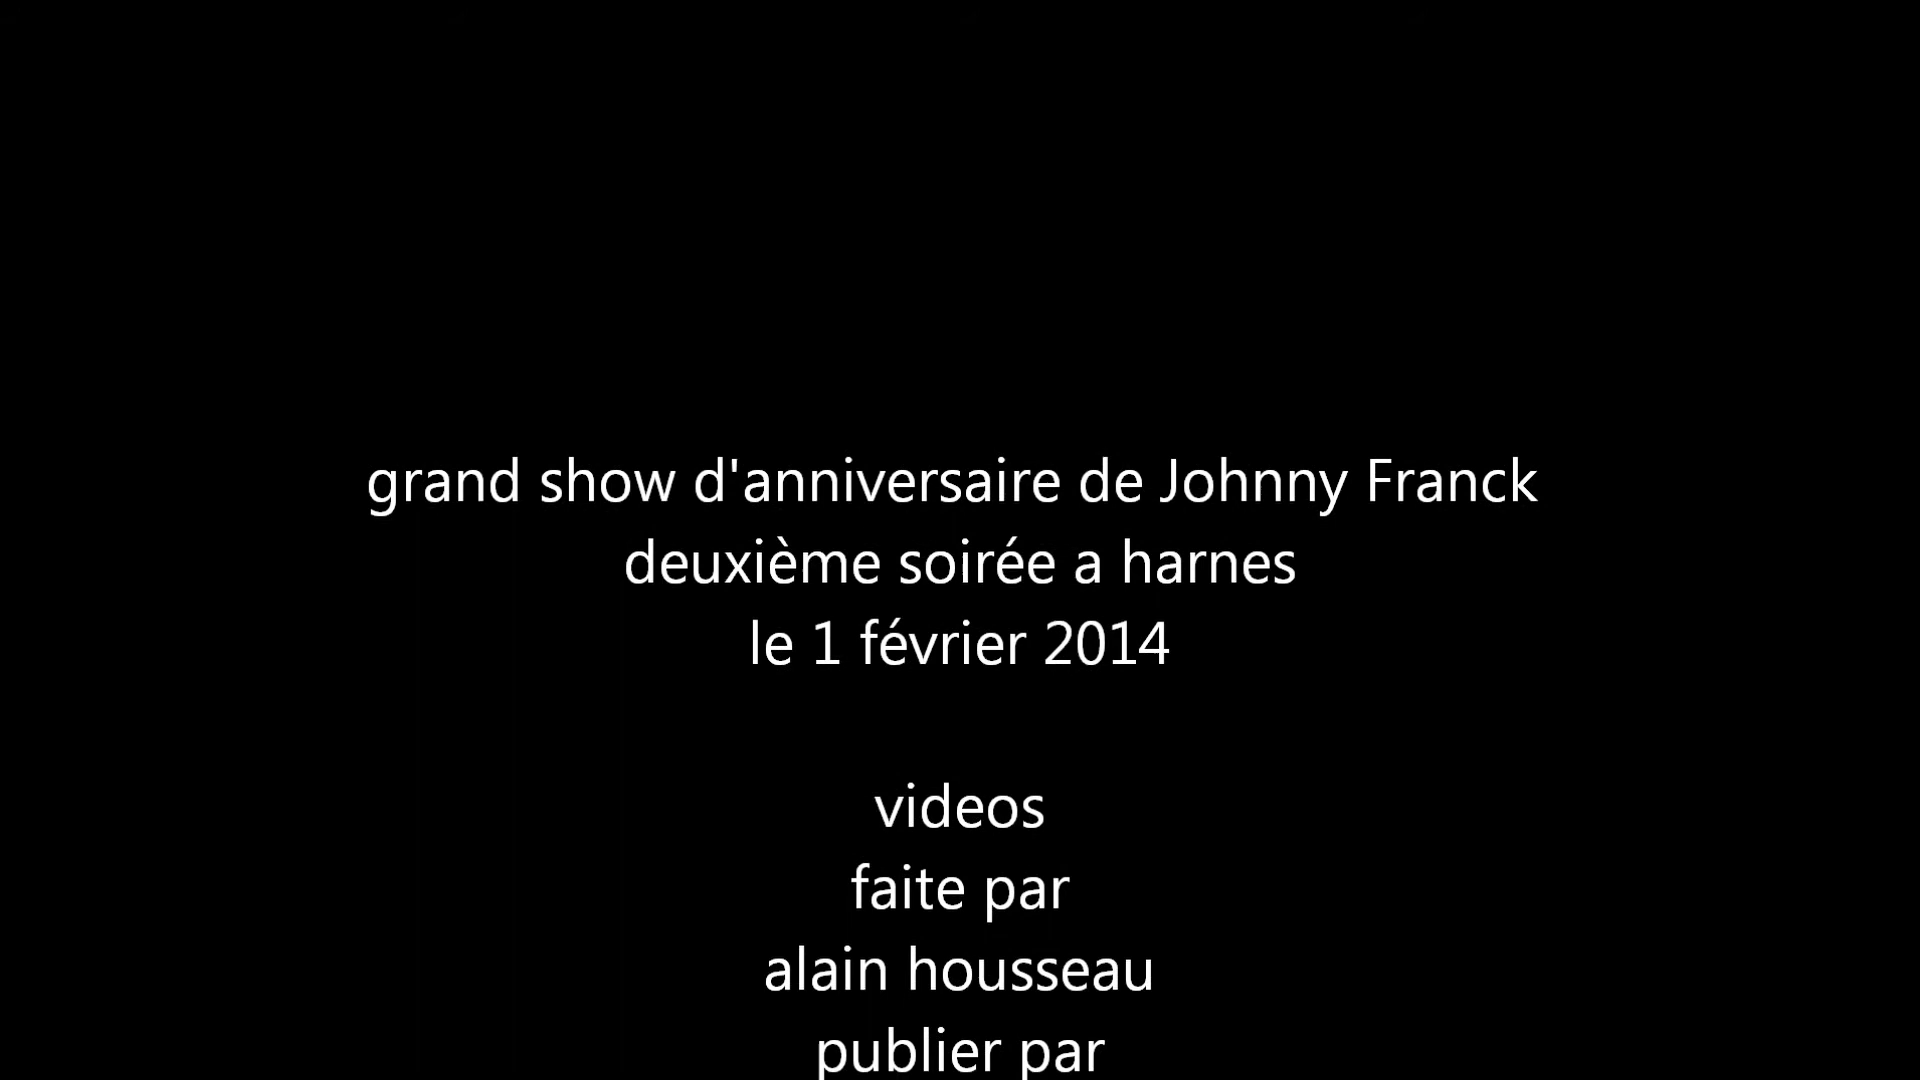 grand show d'anniversaire de Johnny Franck
deuxième soirée a harnes
le 1 février 2014
videos
faite par
alain housseau
publier par